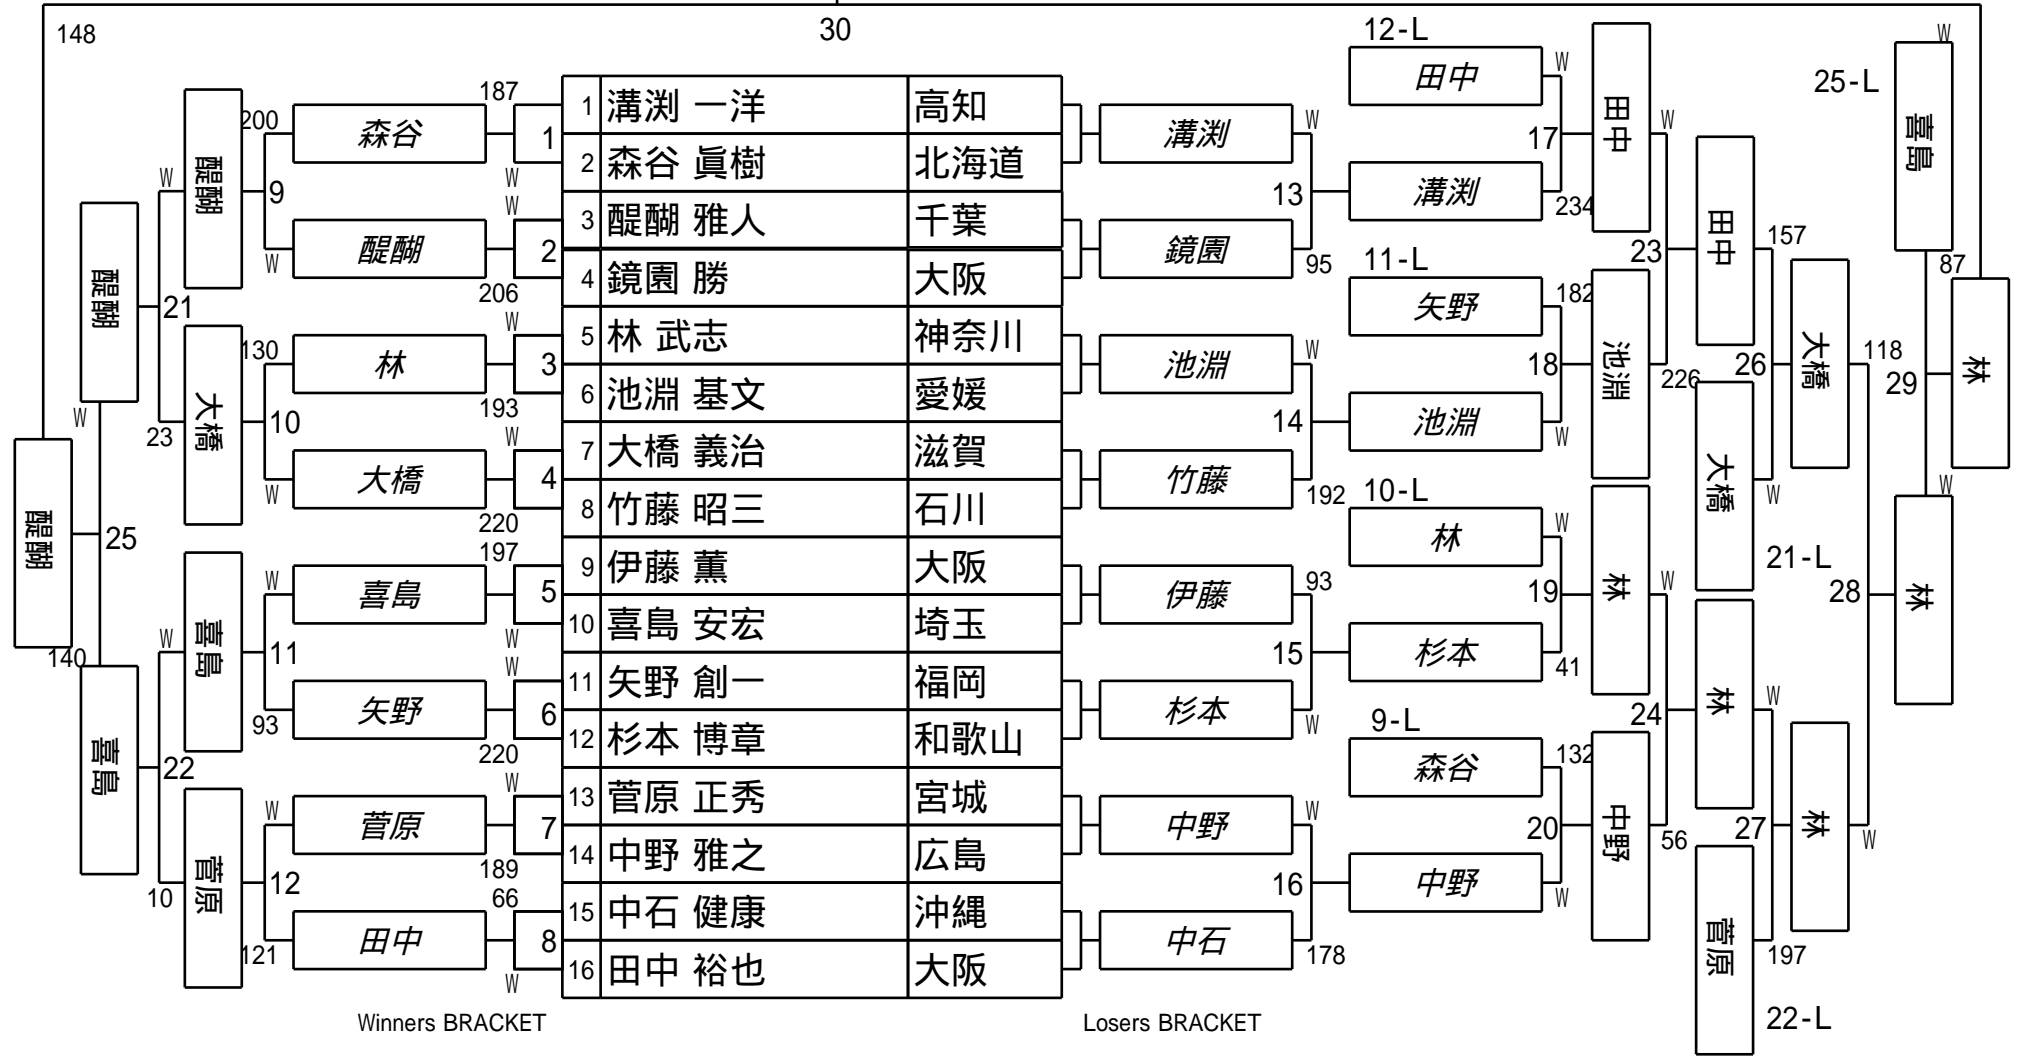 148
30
12-L
W
187
1 溝渕 一洋 高知
田中
W
25-L
200
森谷
1
溝渕
W
17
田中
W
喜島
醍醐
2 森谷 眞樹 北海道
W
W
9
W
3 醍醐 雅人 千葉
13
溝渕
234
田中
157
醍醐
2
鏡園
95
11-L
23
87
W
206
4 鏡園 勝 大阪
矢野
182
醍醐
21
W
5 林 武志 神奈川
池淵
大橋
118
林
130
林
3
池淵
W
18
226
26
29
大橋
193
6 池淵 基文 愛媛
14
池淵
W
大橋
W
23
10
W
7 大橋 義治 滋賀
W
大橋
4
竹藤
192
10-L
W
220
8 竹藤 昭三 石川
林
W
21-L
醍醐
25
197
9 伊藤 薫 大阪
19
林
W
28
林
W
喜島
5
伊藤
93
W
喜島
W
10 喜島 安宏 埼玉
15
杉本
41
140
11
W
11 矢野 創一 福岡
林
W
93
矢野
6
杉本
W
9-L
24
220
12 杉本 博章 和歌山
森谷
132
喜島
22
W
13 菅原 正秀 宮城
中野
林
W
W
菅原
7
中野
W
20
56
27
10
菅原
12
189
14 中野 雅之 広島
16
中野
W
菅原
197
66
15 中石 健康 沖縄
121
田中
8
中石
178
W
16 田中 裕也 大阪
22-L
Winners BRACKET
Losers BRACKET